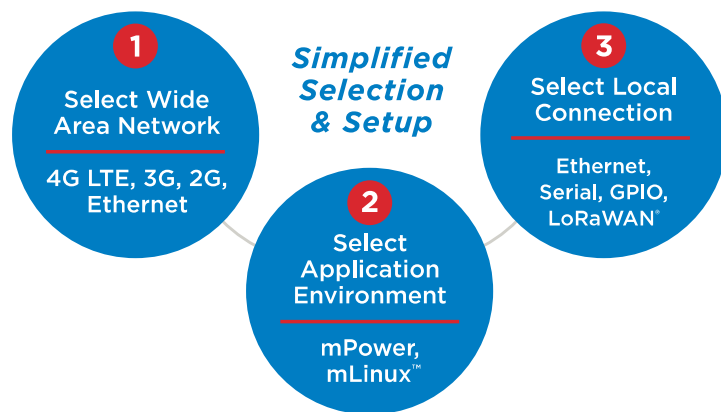 1
Select Wide
Area Network
4G LTE, 3G, 2G,
Ethernet
Simplified
Selection
& Setup
2
Select
Application
Environment
mPower,
mLinux™
3
Select Local
Connection
Ethernet,
Serial, GPIO,
LoRaWAN®